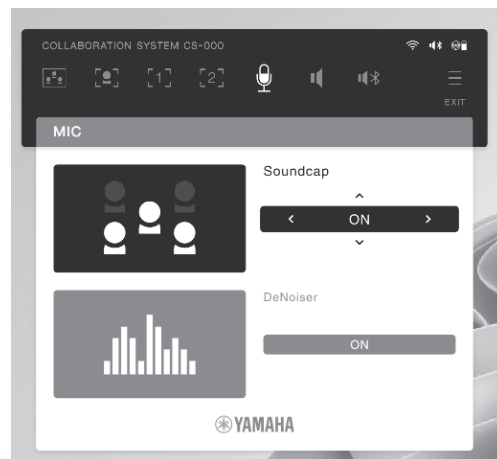 COLLABORATION SYSTEM CS-000
[1] [2]
EXIT
MIC
Soundcap
ON
DeNoiser
ON
YAMAHA